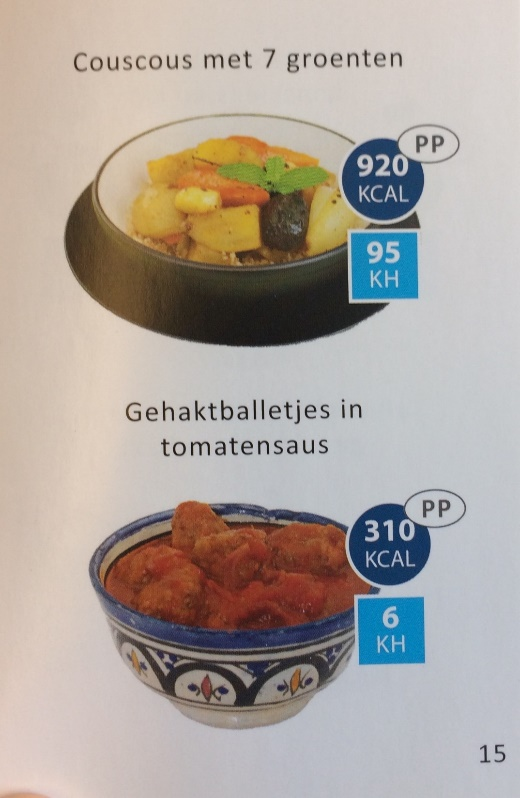 Couscous met 7 groenten
PP
920
KCAL
95
KH
Gehaktballetjes in
tomatensaus
PP
310
KCAL
6
KH
15